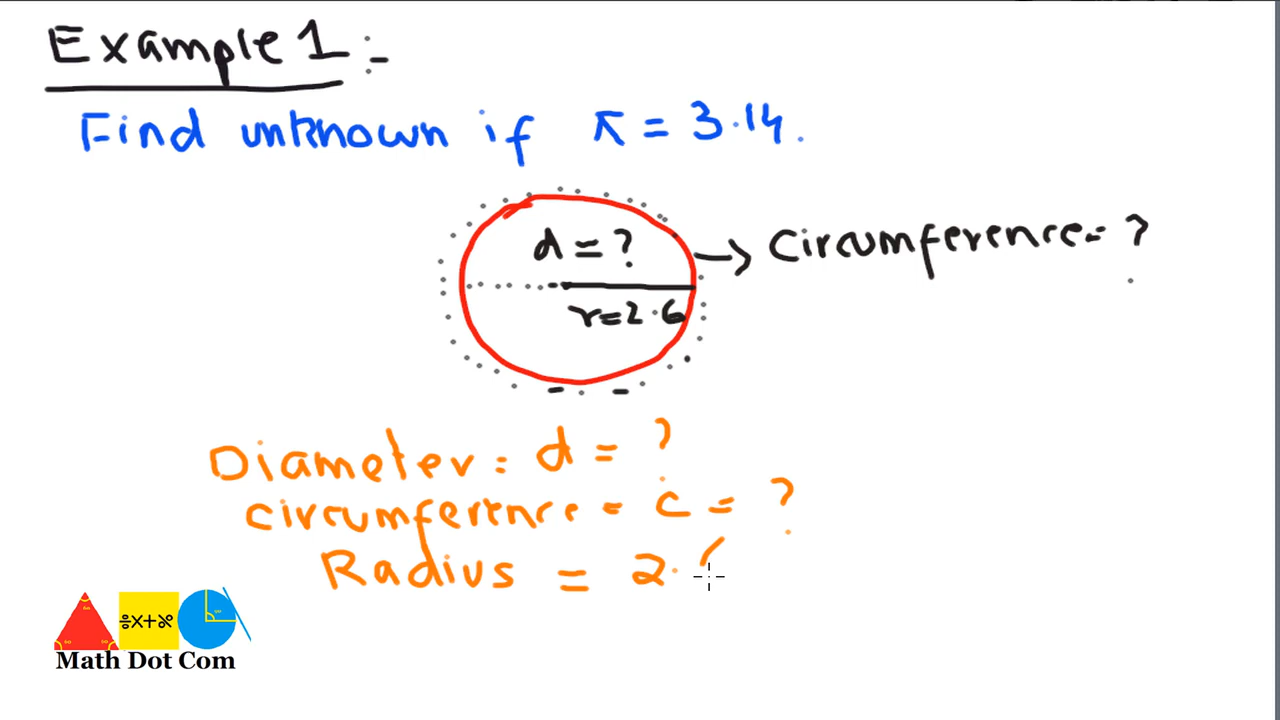 Example 1:-
Find unknown if π = 3.14.
d = ?
r=2.6
→ Circumference= ?
Diameter = d = ?
circumference = c = ?
Radius = 2.
÷×+%
Math Dot Com